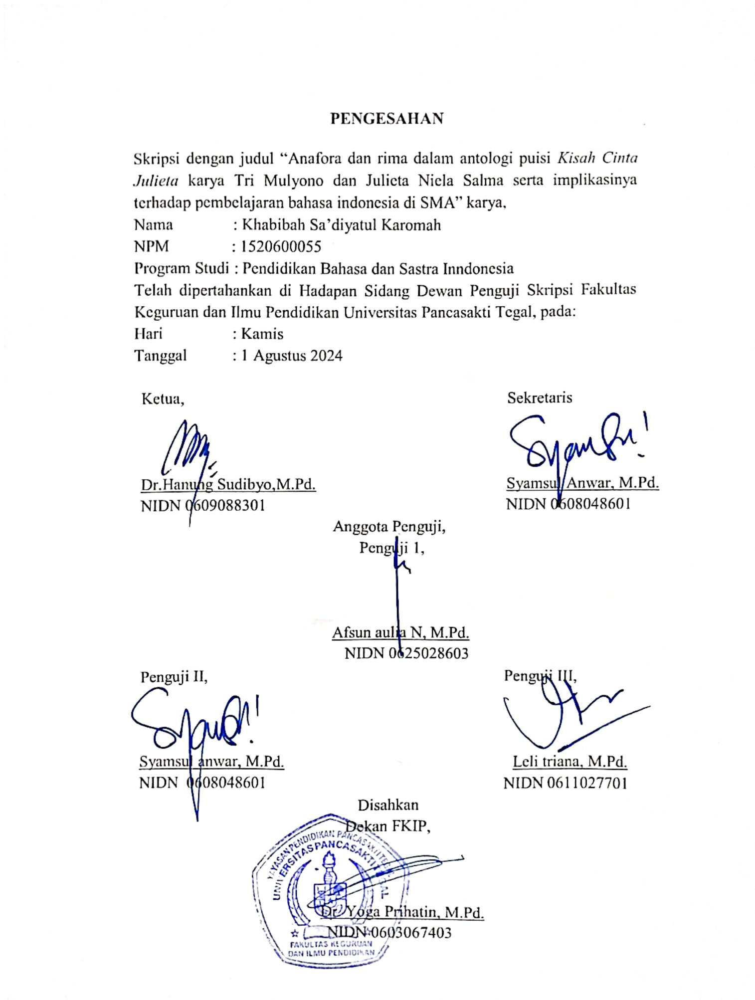 PENGESAHAN
Skripsi dengan judul “Anafora dan rima dalam antologi puisi Kisah Cinta
Julieta karya Tri Mulyono dan Julieta Niela Salma serta implikasinya
terhadap pembelajaran bahasa indonesia di SMA” karya,
Nama : Khabibah Sa’diyatul Karomah
NPM : 1520600055
Program Studi : Pendidikan Bahasa dan Sastra Inndonesia
Telah dipertahankan di Hadapan Sidang Dewan Penguji Skripsi Fakultas
Keguruan dan Ilmu Pendidikan Universitas Pancasakti Tegal, pada:
Hari : Kamis
Tanggal : 1 Agustus 2024
Ketua,
Sekretaris
Dr.Hanung Sudibyo,M.Pd.
NIDN 0609088301
Syamsul Anwar, M.Pd.
NIDN 0608048601
Anggota Penguji,
Penguji 1,
Afsun aulia N, M.Pd.
NIDN 0625028603
Penguji II,
Penguji III,
Syamsul anwar, M.Pd.
NIDN 0608048601
Leli triana, M.Pd.
NIDN 0611027701
Disahkan
Dekan FKIP,
YAYASAN PENDIDIKAN PANCASAKTI TEGAL
UNIVERSITAS PANCASAKTI TEGAL
Dr. Yoga Prihatin, M.Pd.
NIDN 0603067403
FAKULTAS KEGURUAN
DAN ILMU PENDIDIKAN